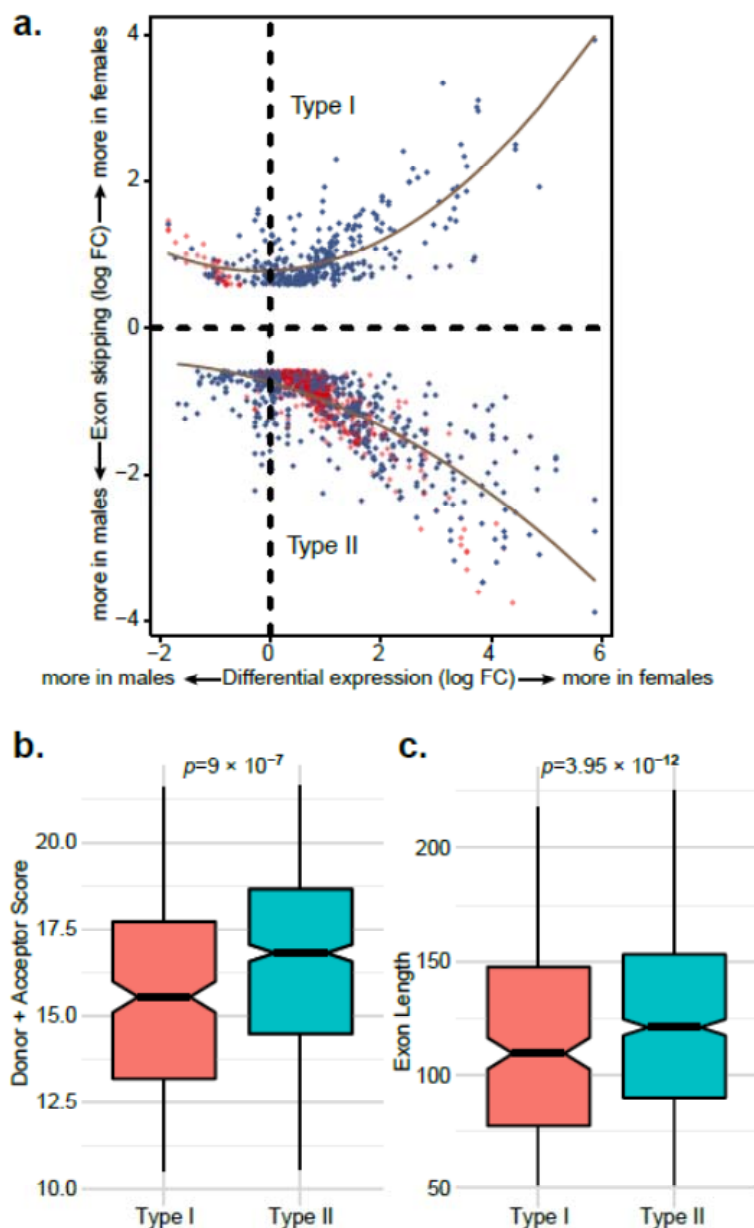 a.
more in males ← Exon skipping (log FC) → more in females
4
2
0
−2
−4
Type I
Type II
−2 0 2 4 6
more in males ← Differential expression (log FC) → more in females
b.
p=9 × 10⁻⁷
Donor + Acceptor Score
20.0
17.5
15.0
12.5
10.0
Type I Type II
c.
p=3.95 × 10⁻¹²
Exon Length
200
150
100
50
Type I Type II